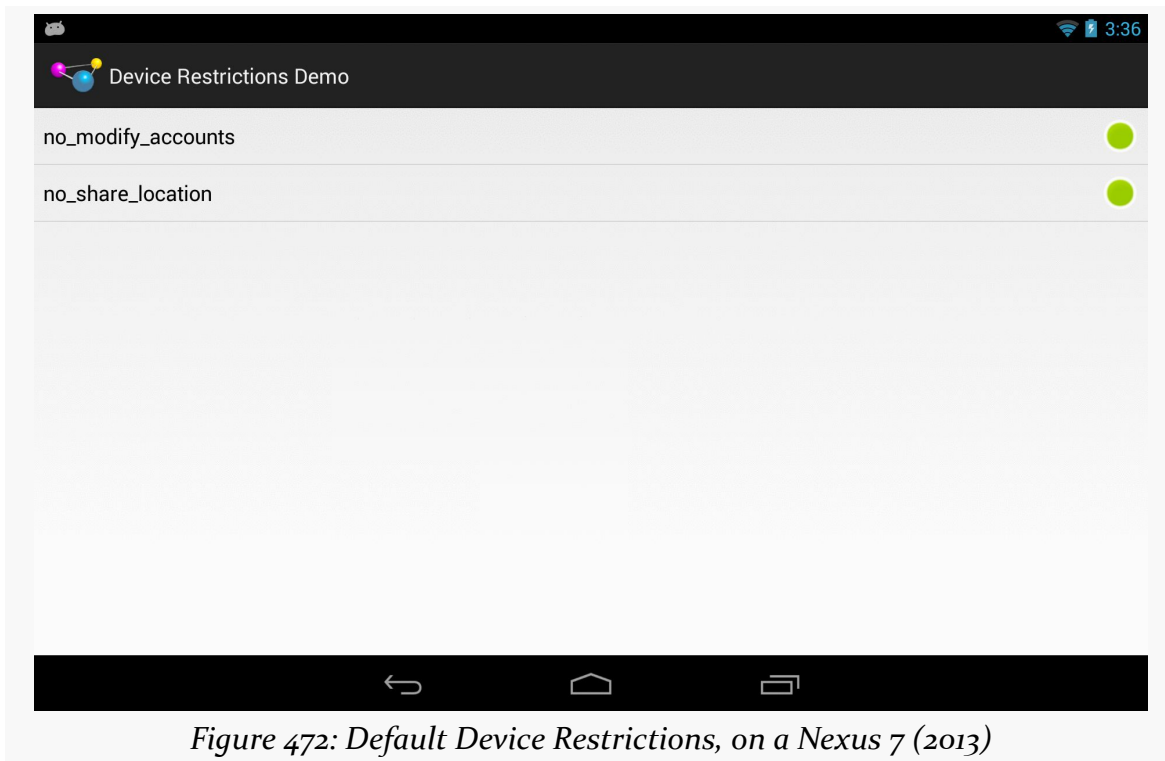 3:36
Device Restrictions Demo
no_modify_accounts
no_share_location
Figure 472: Default Device Restrictions, on a Nexus 7 (2013)